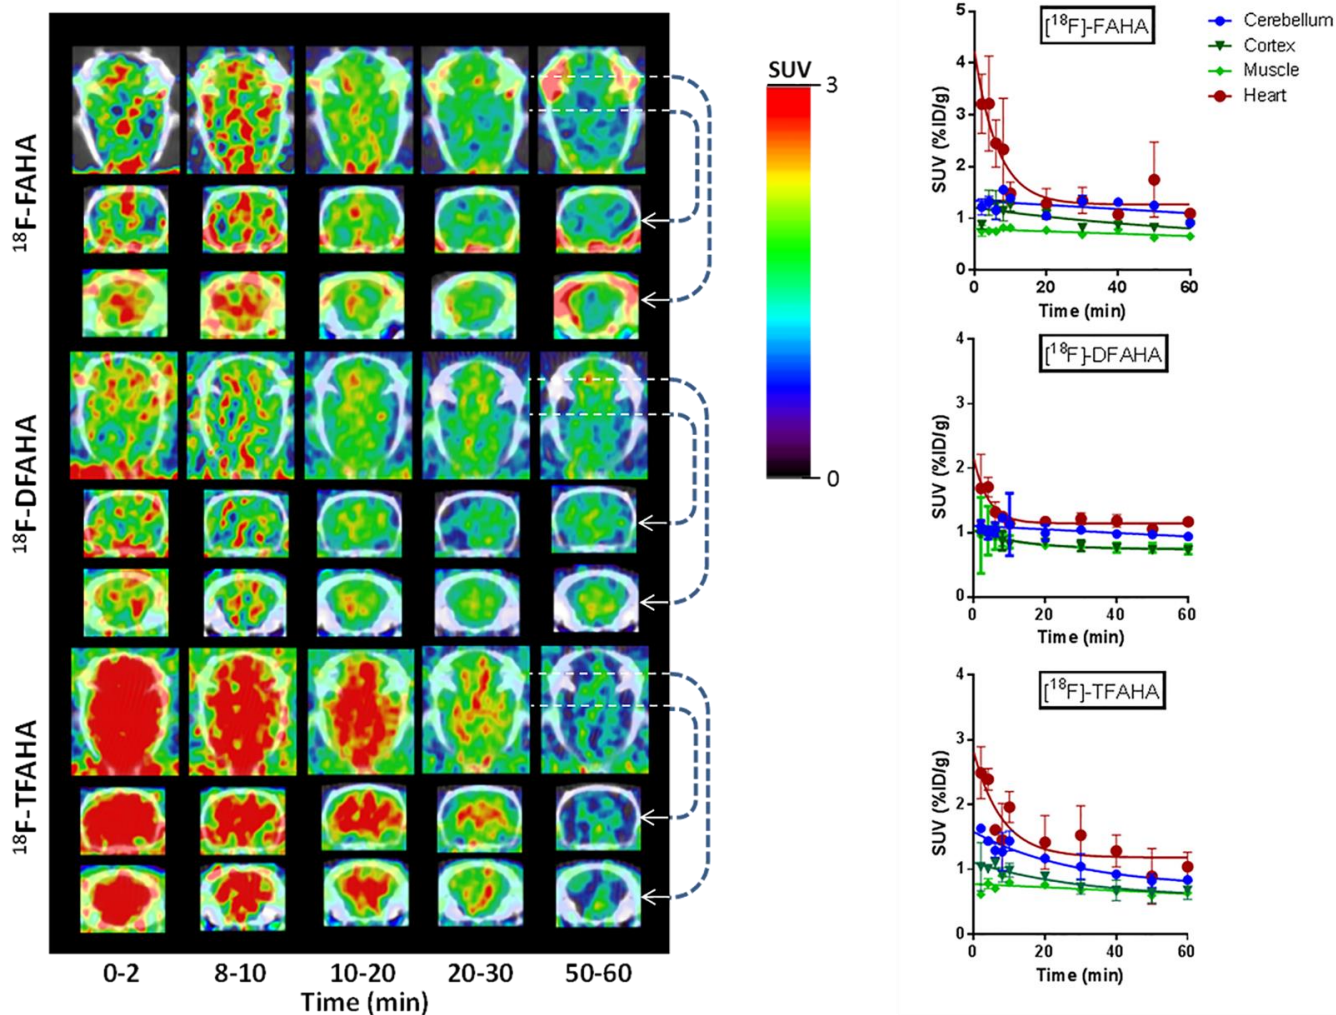 ¹⁸F-FAHA
¹⁸F-DFAHA
¹⁸F-TFAHA
0-2 8-10 10-20 20-30 50-60
Time (min)
SUV
3
0
[¹⁸F]-FAHA
SUV (%ID/g)
5
4
3
2
1
0
0 20 40 60
Time (min)
Cerebellum
Cortex
Muscle
Heart
[¹⁸F]-DFAHA
SUV (%ID/g)
4
3
2
1
0
0 20 40 60
Time (min)
[¹⁸F]-TFAHA
SUV (%ID/g)
4
3
2
1
0
0 20 40 60
Time (min)